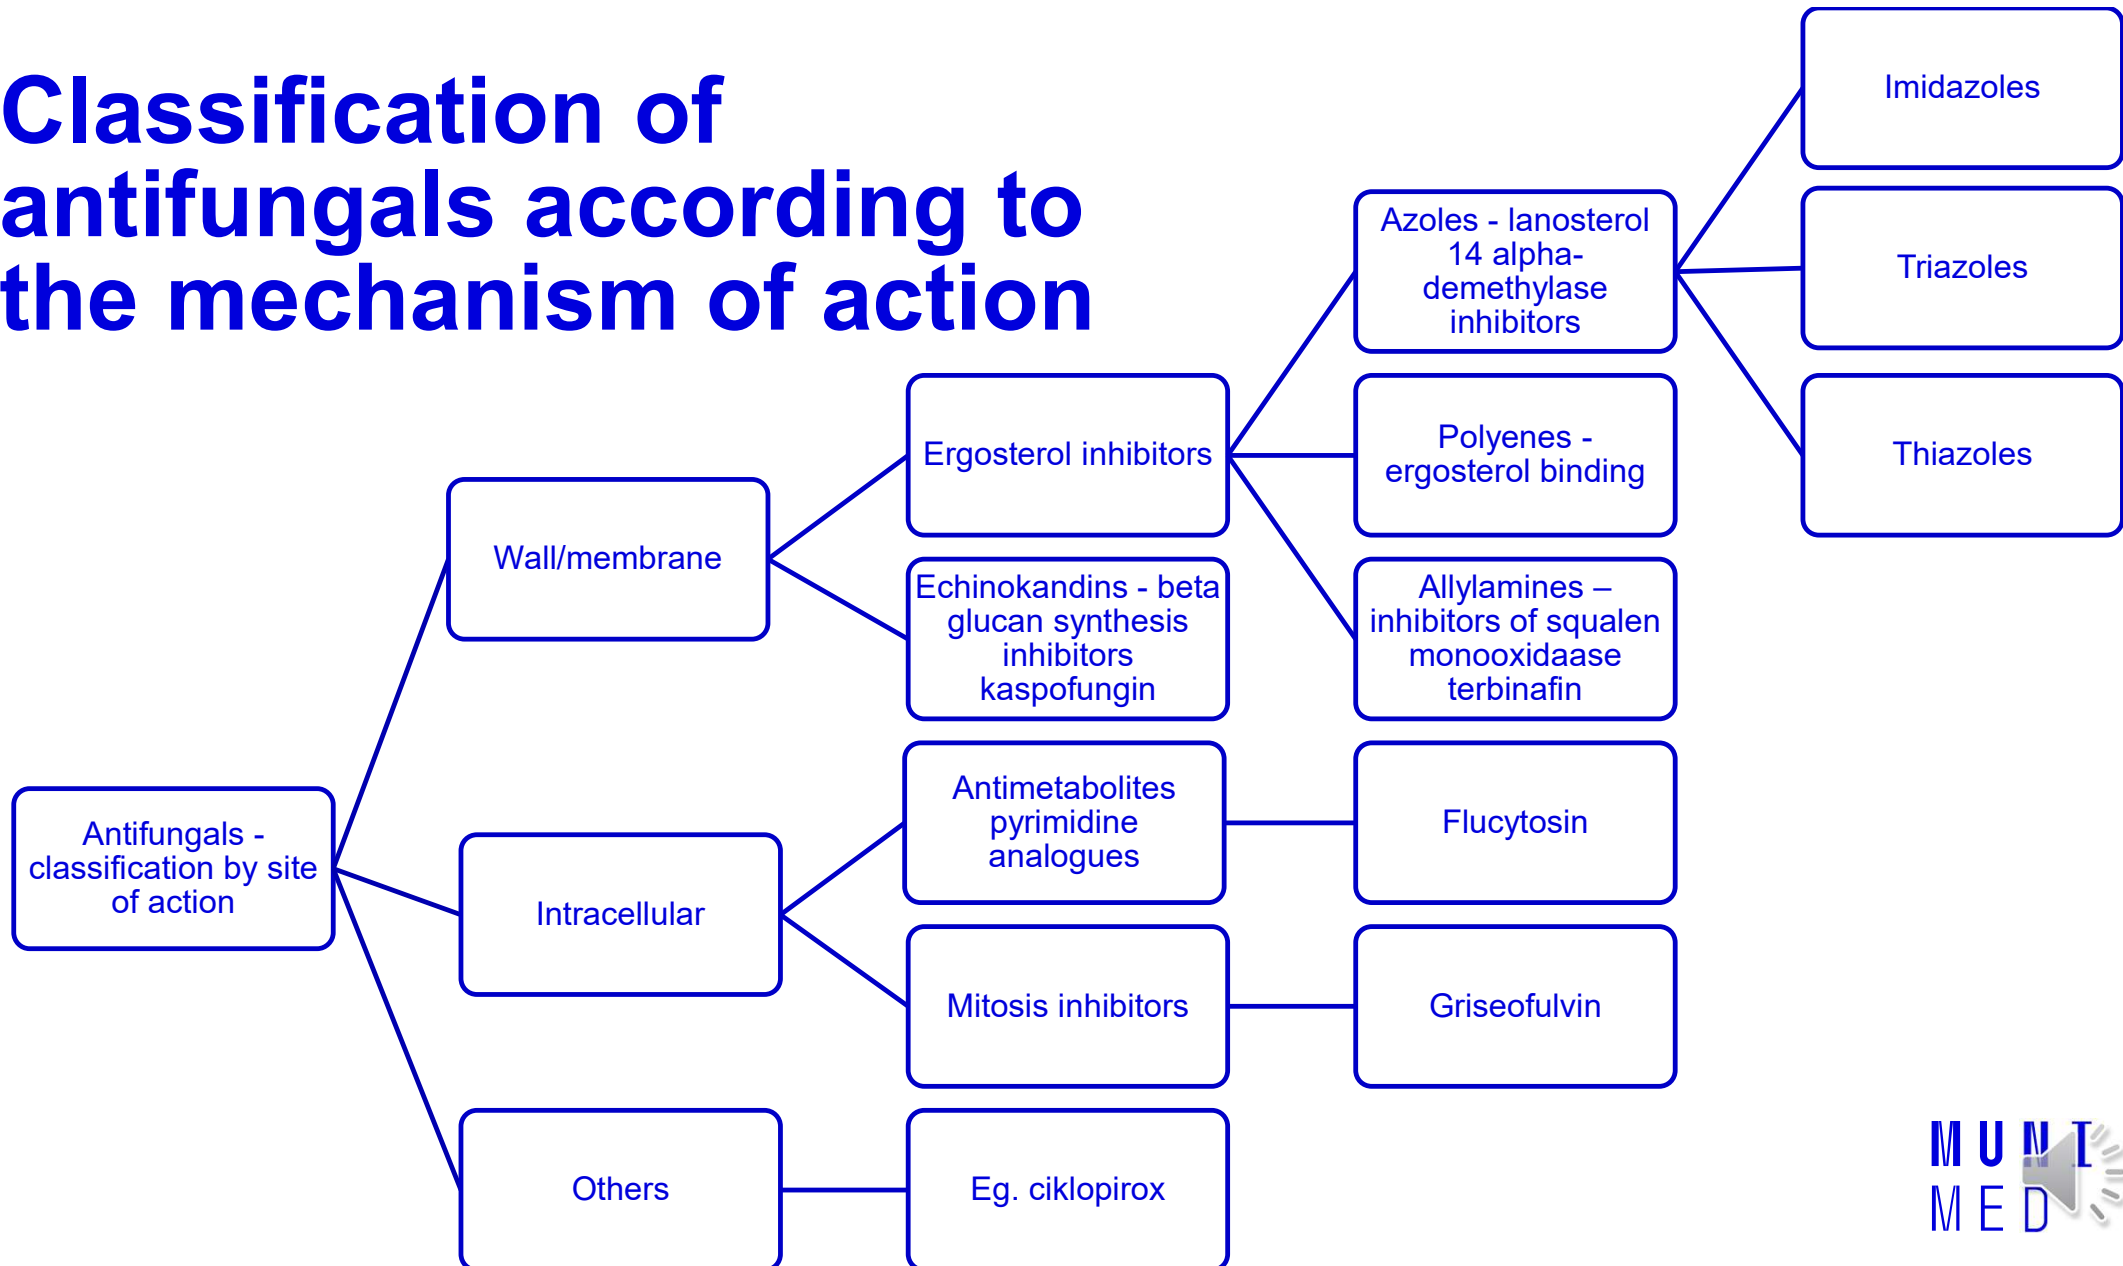 Classification of
antifungals according to
the mechanism of action
Imidazoles
Azoles - lanosterol
14 alpha-
demethylase
inhibitors
Triazoles
Ergosterol inhibitors
Polyenes -
ergosterol binding
Thiazoles
Wall/membrane
Echinokandins - beta
glucan synthesis
inhibitors
kaspofungin
Allylamines –
inhibitors of squalen
monooxidaase
terbinafin
Antifungals -
classification by site
of action
Antimetabolites
pyrimidine
analogues
Flucytosin
Intracellular
Mitosis inhibitors
Griseofulvin
Others
Eg. ciklopirox
MUNI
MED